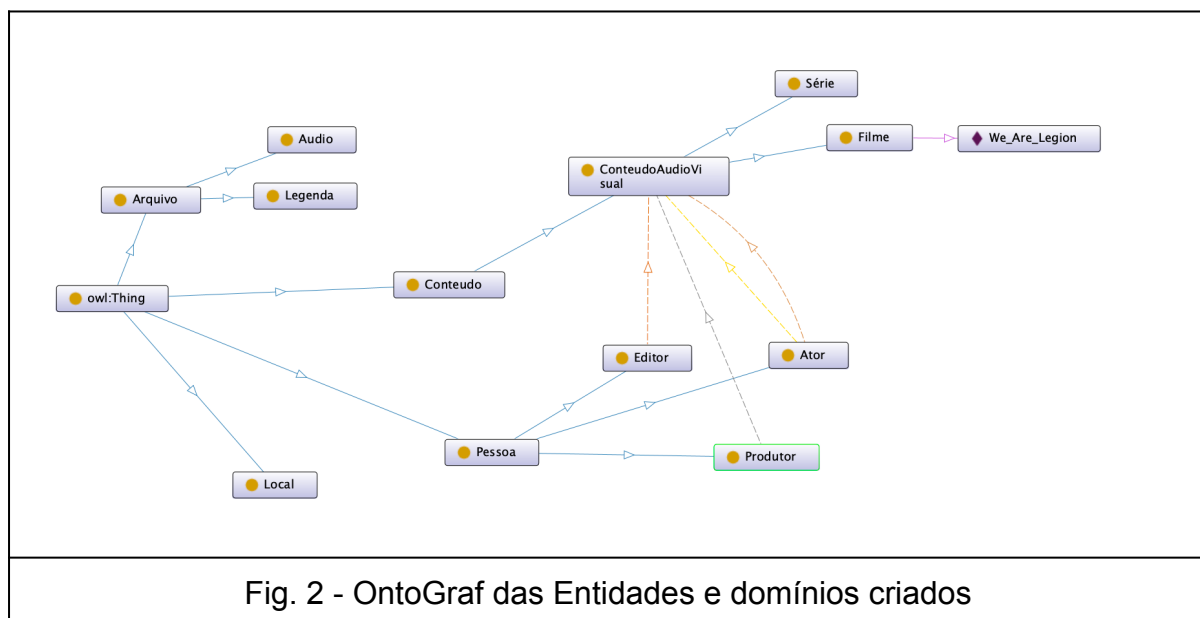 Série
Filme
We_Are_Legion
Audio
ConteudoAudioVi
sual
Legenda
Arquivo
owl:Thing
Conteudo
Editor
Ator
Pessoa
Produtor
Local
Fig. 2 - OntoGraf das Entidades e domínios criados